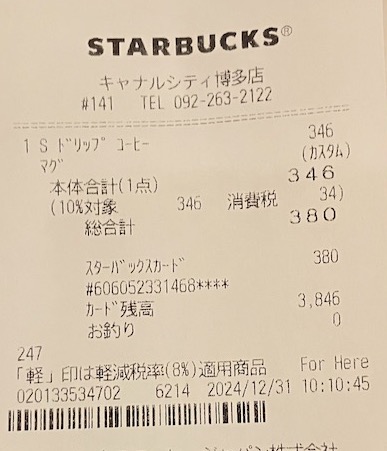 STARBUCKS®
キャナルシティ博多店
#141 TEL 092-263-2122
1 S ﾄﾞﾘｯﾌﾟ ｺｰﾋｰ 346
マグ (ｶｽﾀﾑ)
本体合計(1点) 346
(10%対象 346 消費税 34)
総合計 380
ｽﾀｰﾊﾞｯｸｽｶｰﾄﾞ 380
#606052331468****
ｶｰﾄﾞ残高 3,846
お釣り 0
247
「軽」印は軽減税率(8%)適用商品 For Here
020133534702 6214 2024/12/31 10:10:45